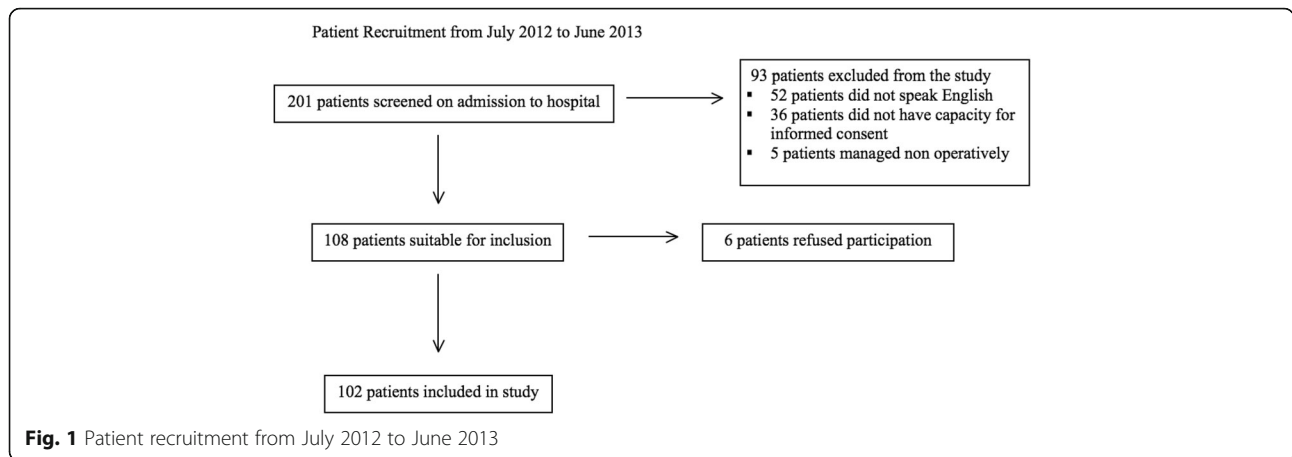 Patient Recruitment from July 2012 to June 2013
201 patients screened on admission to hospital
93 patients excluded from the study
▪ 52 patients did not speak English
▪ 36 patients did not have capacity for
informed consent
▪ 5 patients managed non operatively
108 patients suitable for inclusion
6 patients refused participation
102 patients included in study
Fig. 1 Patient recruitment from July 2012 to June 2013